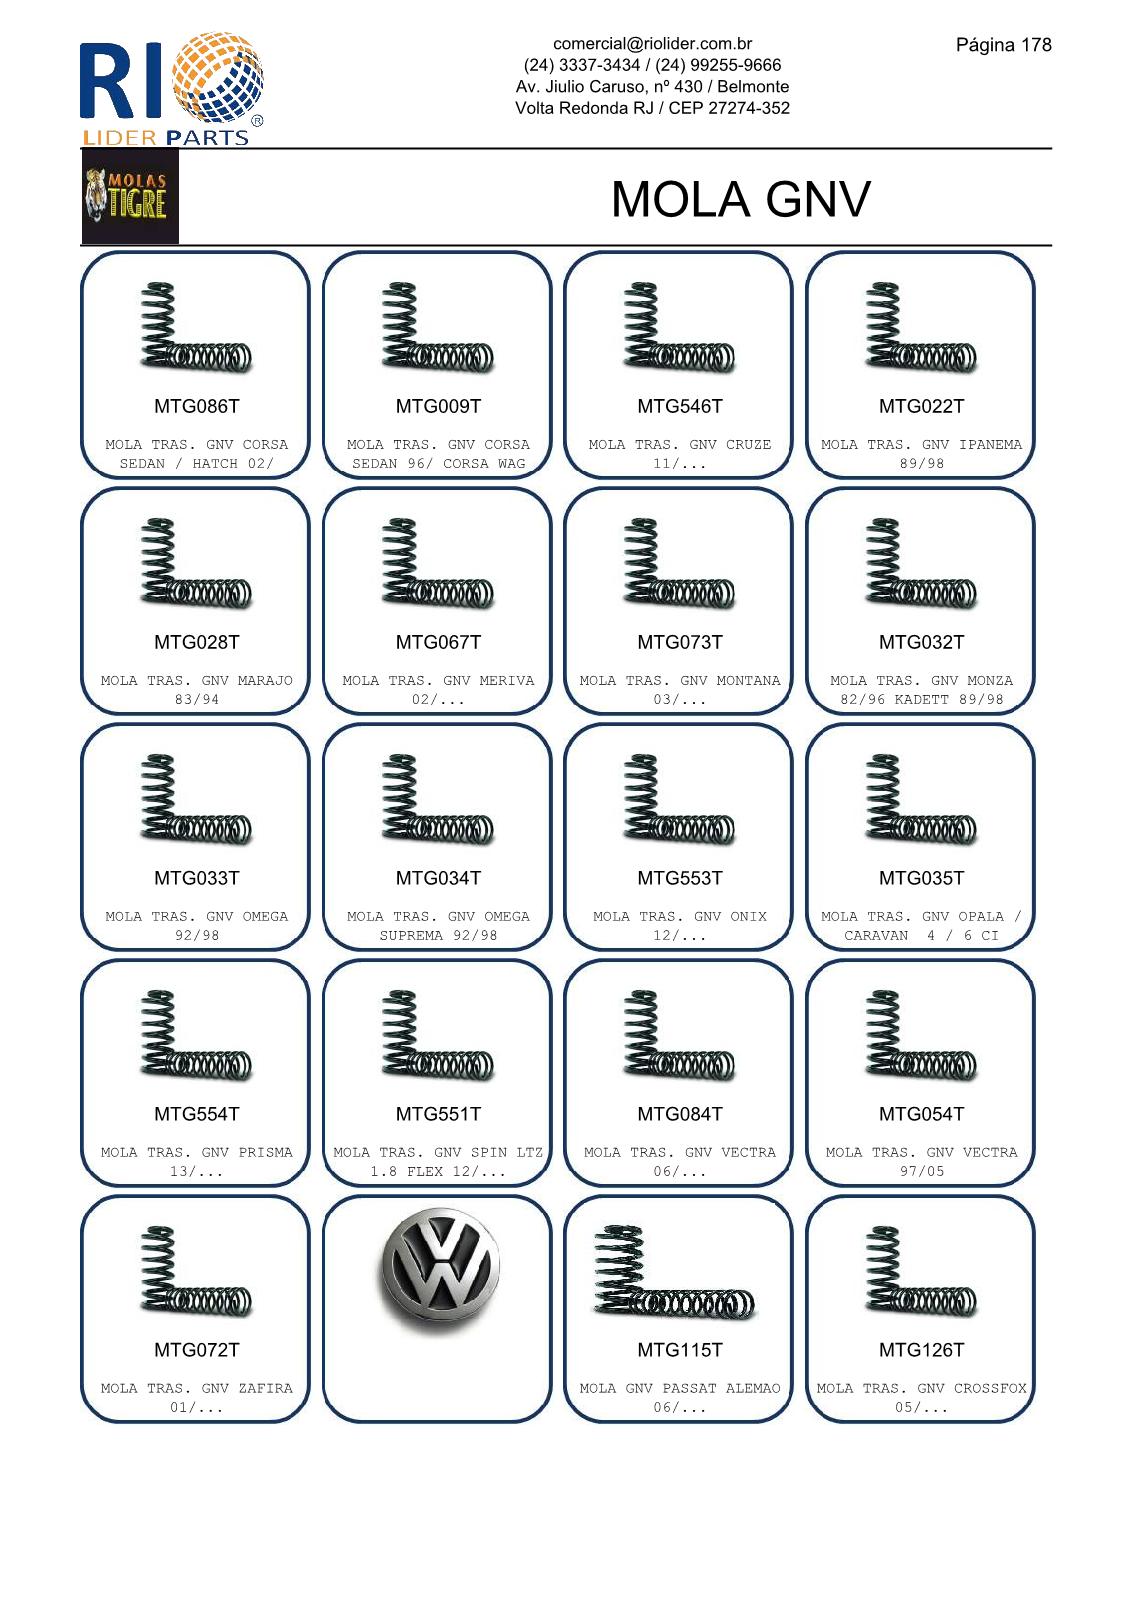 RIO
LIDER PARTS
®
comercial@riolider.com.br
(24) 3337-3434 / (24) 99255-9666
Av. Jiulio Caruso, nº 430 / Belmonte
Volta Redonda RJ / CEP 27274-352
Página 178
MOLAS
TIGRE
MOLA GNV
MTG086T
MOLA TRAS. GNV CORSA
SEDAN / HATCH 02/
MTG009T
MOLA TRAS. GNV CORSA
SEDAN 96/ CORSA WAG
MTG546T
MOLA TRAS. GNV CRUZE
11/...
MTG022T
MOLA TRAS. GNV IPANEMA
89/98
MTG028T
MOLA TRAS. GNV MARAJO
83/94
MTG067T
MOLA TRAS. GNV MERIVA
02/...
MTG073T
MOLA TRAS. GNV MONTANA
03/...
MTG032T
MOLA TRAS. GNV MONZA
82/96 KADETT 89/98
MTG033T
MOLA TRAS. GNV OMEGA
92/98
MTG034T
MOLA TRAS. GNV OMEGA
SUPREMA 92/98
MTG553T
MOLA TRAS. GNV ONIX
12/...
MTG035T
MOLA TRAS. GNV OPALA /
CARAVAN  4 / 6 CI
MTG554T
MOLA TRAS. GNV PRISMA
13/...
MTG551T
MOLA TRAS. GNV SPIN LTZ
1.8 FLEX 12/...
MTG084T
MOLA TRAS. GNV VECTRA
06/...
MTG054T
MOLA TRAS. GNV VECTRA
97/05
MTG072T
MOLA TRAS. GNV ZAFIRA
01/...
VW
MTG115T
MOLA GNV PASSAT ALEMAO
06/...
MTG126T
MOLA TRAS. GNV CROSSFOX
05/...